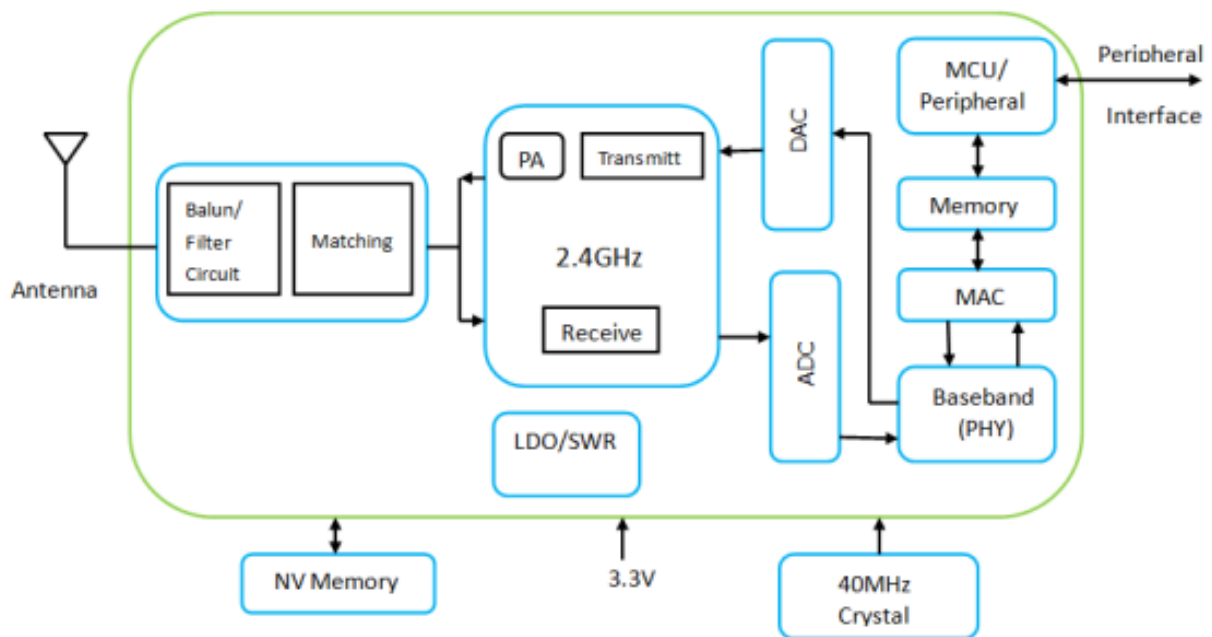 MCU/
Peripheral
Peripheral
Interface
DAC
PA
Transmitt
Balun/
Filter
Circuit
Matching
Memory
2.4GHz
Antenna
MAC
Receive
ADC
Baseband
(PHY)
LDO/SWR
NV Memory
3.3V
40MHz
Crystal